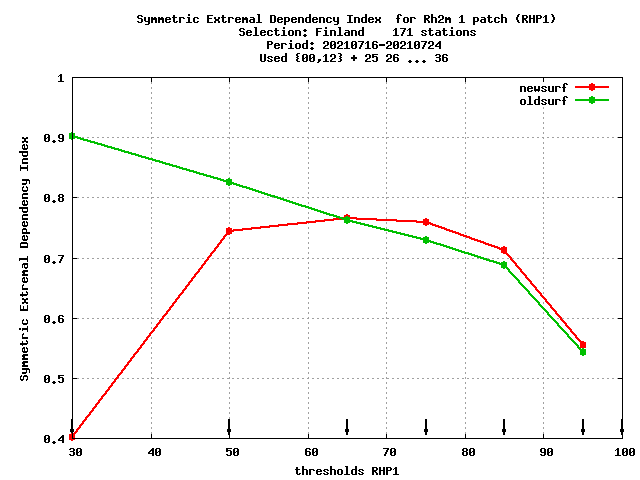 Symmetric Extremal Dependency Index  for Rh2m 1 patch (RHP1)
Selection: Finland    171 stations
Period: 20210716-20210724
Used {00,12} + 25 26 ... 36
newsurf
oldsurf
Symmetric Extremal Dependency Index
1
0.9
0.8
0.7
0.6
0.5
0.4
30 40 50 60 70 80 90 100
thresholds RHP1